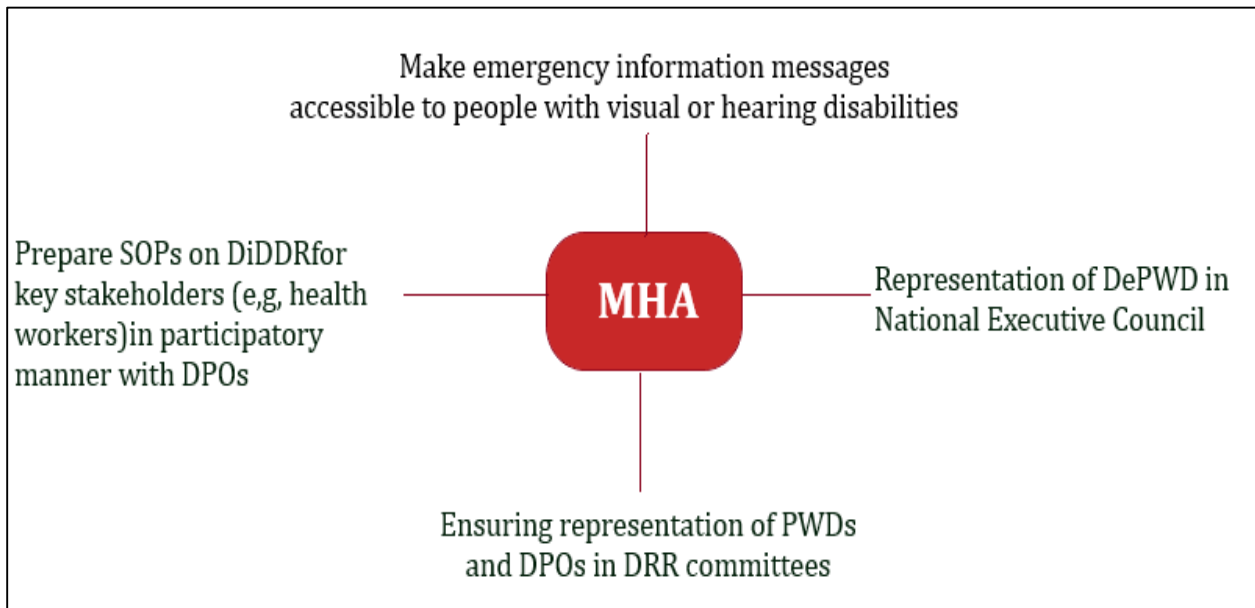 Make emergency information messages
accessible to people with visual or hearing disabilities
Prepare SOPs on DiDDRfor
key stakeholders (e,g, health
workers)in participatory
manner with DPOs
MHA
Representation of DePWD in
National Executive Council
Ensuring representation of PWDs
and DPOs in DRR committees